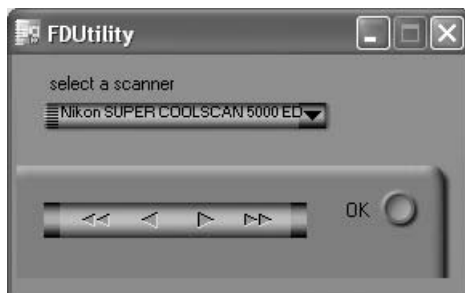 FDUtility
select a scanner
Nikon SUPER COOLSCAN 5000 ED
OK